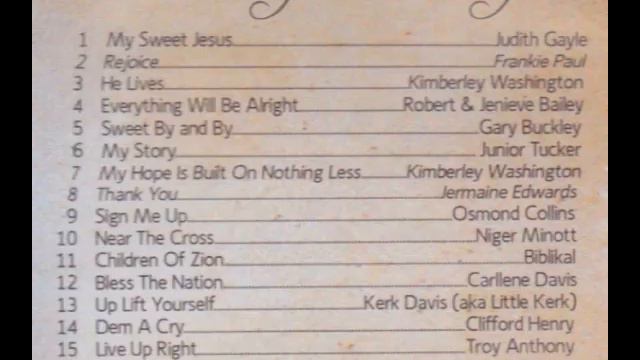 1 My Sweet Jesus Judith Gayle
2 Rejoice Frankie Paul
3 He Lives Kimberley Washington
4 Everything Will Be Alright Robert & Jenieve Bailey
5 Sweet By and By Gary Buckley
6 My Story Junior Tucker
7 My Hope Is Built On Nothing Less Kimberley Washington
8 Thank You Jermaine Edwards
9 Sign Me Up Osmond Collins
10 Near The Cross Niger Minott
11 Children Of Zion Biblikal
12 Bless The Nation Carllene Davis
13 Up Lift Yourself Kerk Davis (aka Little Kerk)
14 Dem A Cry Clifford Henry
15 Live Up Right Troy Anthony